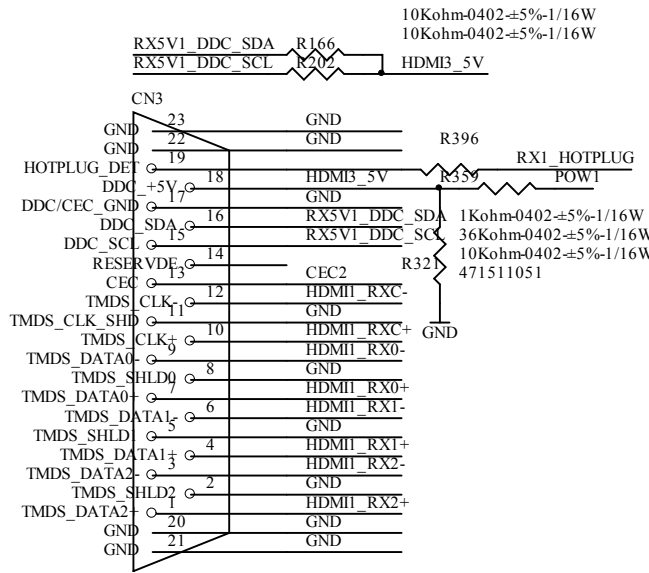 10Kohm-0402-±5%-1/16W
10Kohm-0402-±5%-1/16W
RX5V1_DDC_SDA R166
RX5V1_DDC_SCL R202 HDMI3_5V
CN3
GND 23 GND
GND 22 GND
R396
HOTPLUG_DET 19 RX1_HOTPLUG
DDC_+5V 18 HDMI3_5V R359 POW1
DDC/CEC_GND 17 GND
DDC_SDA 16 RX5V1_DDC_SDA 1Kohm-0402-±5%-1/16W
DDC_SCL 15 RX5V1_DDC_SCL 36Kohm-0402-±5%-1/16W
RESERVDE 14 R321 10Kohm-0402-±5%-1/16W
CEC 13 CEC2 471511051
TMDS_CLK- 12 HDMI1_RXC-
TMDS_CLK_SHD 11 GND
GND
TMDS_CLK+ 10 HDMI1_RXC+
TMDS_DATA0- 9 HDMI1_RX0-
TMDS_SHLD0 8 GND
TMDS_DATA0+ 7 HDMI1_RX0+
TMDS_DATA1- 6 HDMI1_RX1-
TMDS_SHLD1 5 GND
TMDS_DATA1+ 4 HDMI1_RX1+
TMDS_DATA2- 3 HDMI1_RX2-
TMDS_SHLD2 2 GND
TMDS_DATA2+ 1 HDMI1_RX2+
GND 20 GND
GND 21 GND